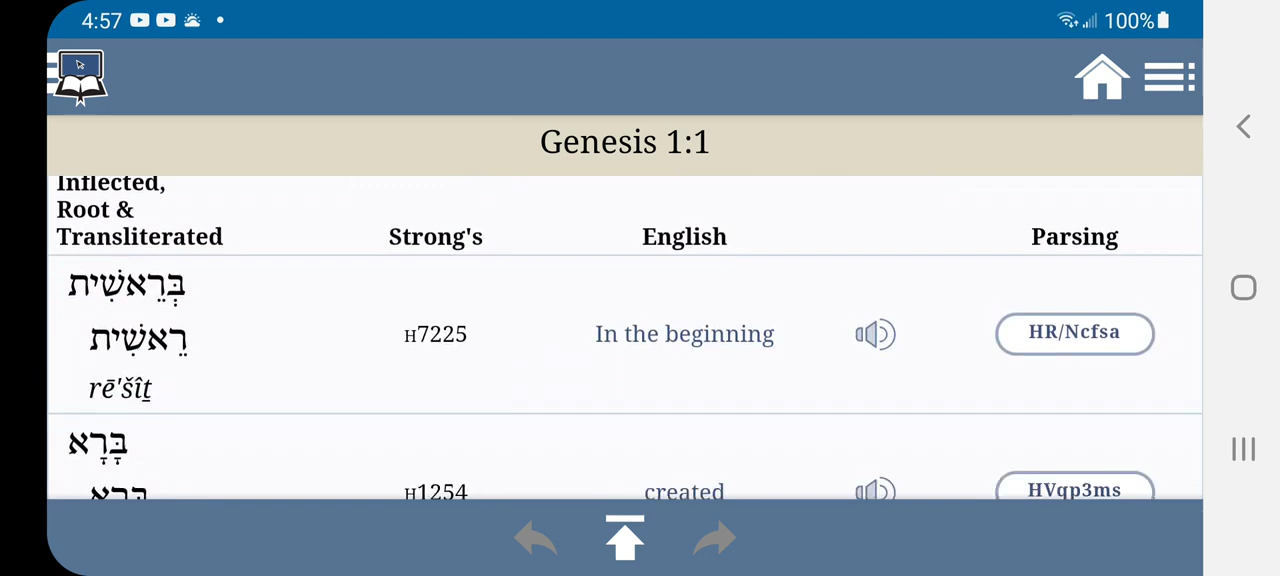 4:57
100%
Genesis 1:1
Inflected,
Root &
Transliterated Strong's English Parsing
בְּרֵאשִׁית
רֵאשִׁית
rē'šîṯ
H7225 In the beginning HR/Ncfsa
בָּרָא
בָּרָא
H1254 created HVqp3ms